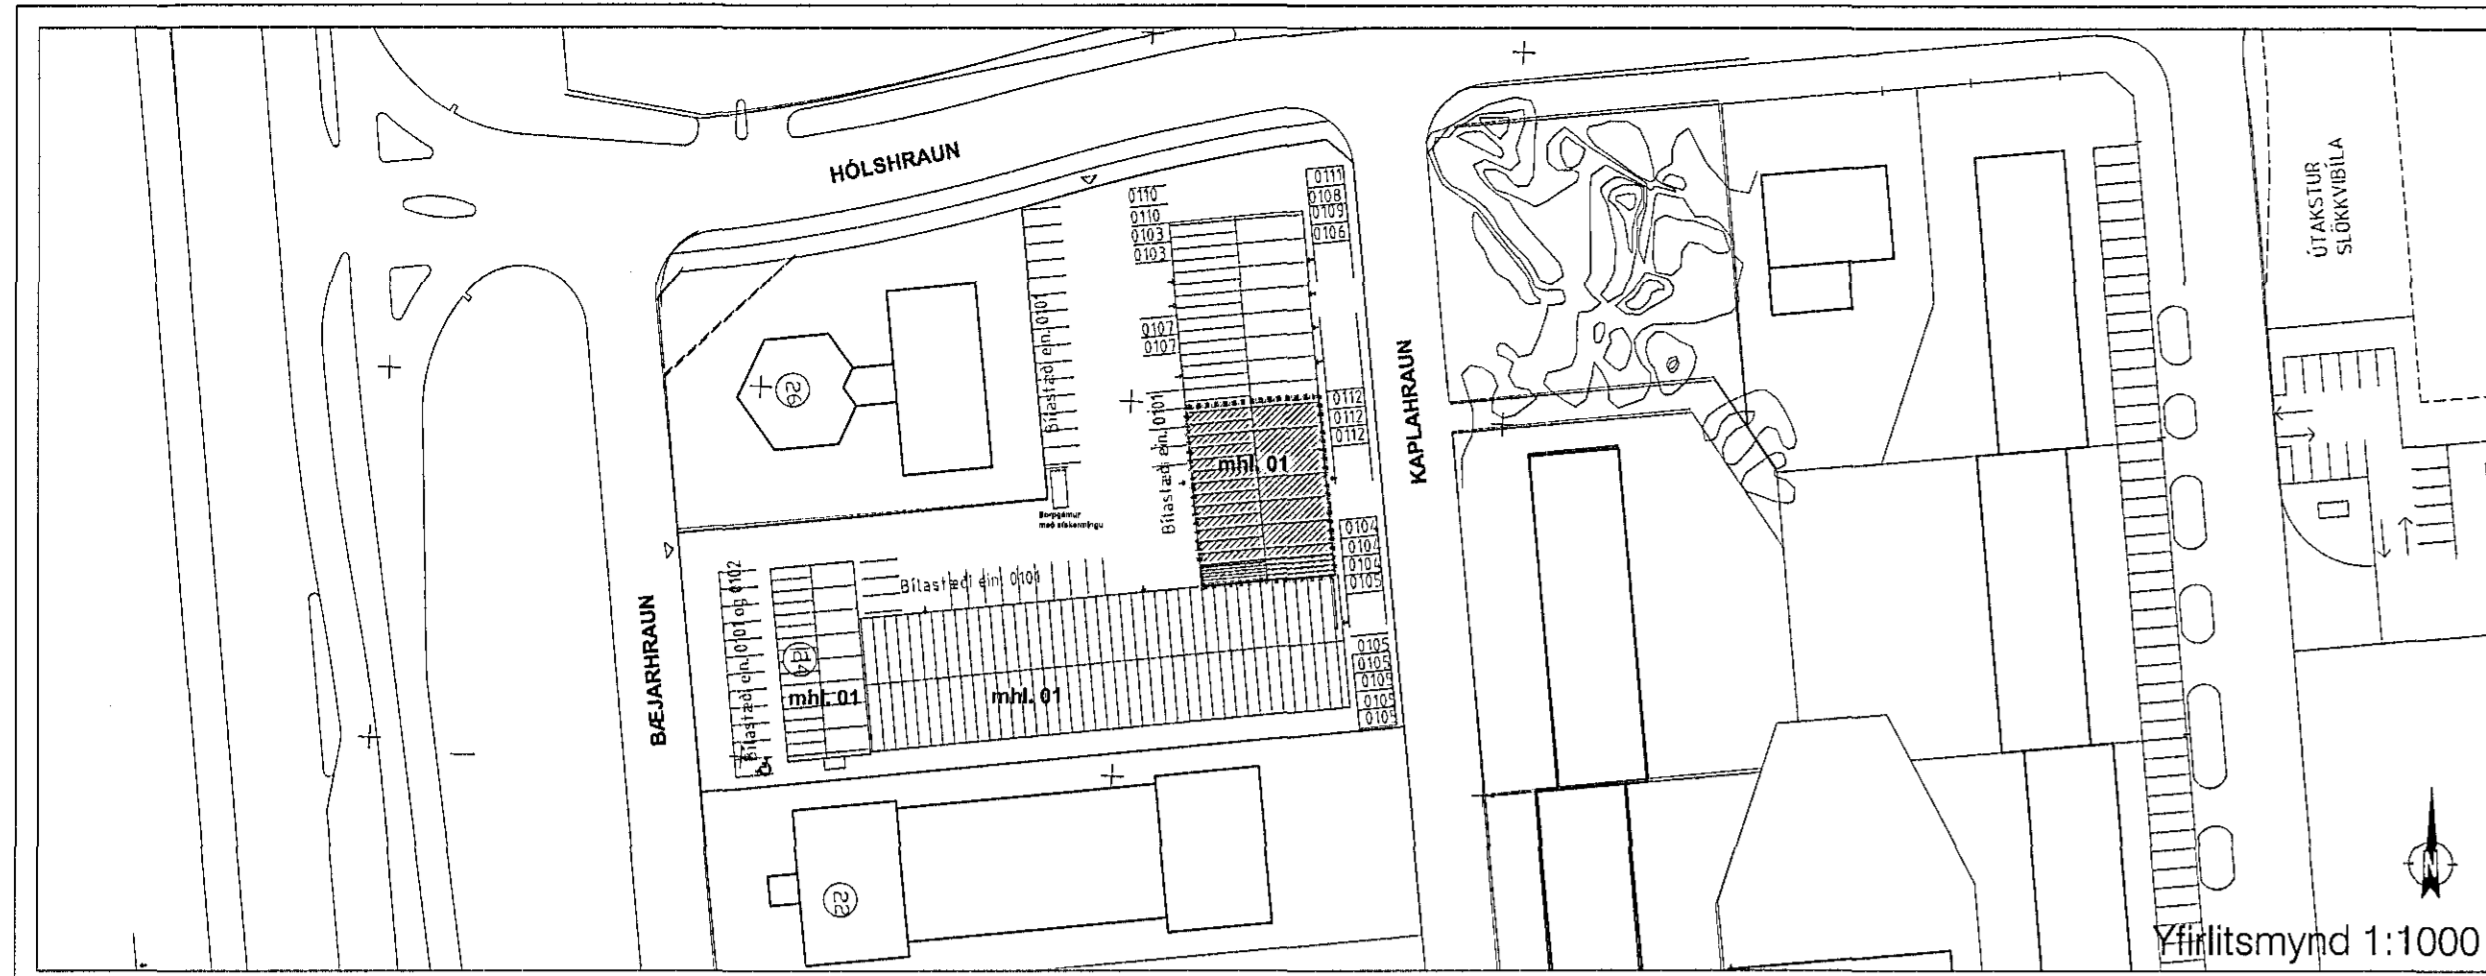 HÓLSHRAUN
ÚTAKSTUR
SLÖKKVIBÍLA
0110
0110
0103
0103
0111
0108
0109
0106
Bílastæði ein. 0101
0107
0107
26
KAPLAHRAUN
Bílastæði ein. 0101
0112
0112
0112
mhl. 01
Sorpgámur
0104
0104
0104
0105
Bílastæði ein. 0101
BÆJARHRAUN
Bílastæði ein. 0101 og 0102
mhl. 01
mhl. 01
0105
0105
0105
0105
0105
22
N
Yfirlitsmynd 1:1000